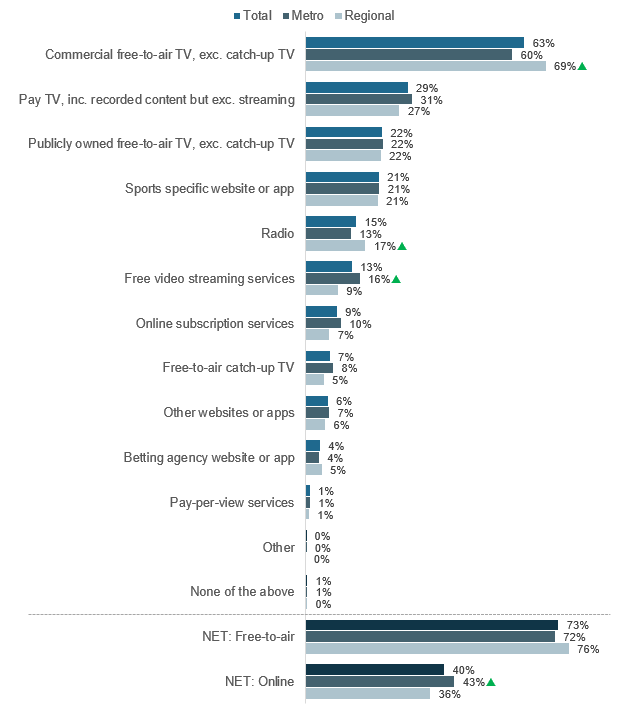 Total Metro Regional
Commercial free-to-air TV, exc. catch-up TV
63%
60%
69%
Pay TV, inc. recorded content but exc. streaming
29%
31%
27%
Publicly owned free-to-air TV, exc. catch-up TV
22%
22%
22%
Sports specific website or app
21%
21%
21%
Radio
15%
13%
17%
Free video streaming services
13%
16%
9%
Online subscription services
9%
10%
7%
Free-to-air catch-up TV
7%
8%
5%
Other websites or apps
6%
7%
6%
Betting agency website or app
4%
4%
5%
Pay-per-view services
1%
1%
1%
Other
0%
0%
0%
None of the above
1%
1%
0%
NET: Free-to-air
73%
72%
76%
NET: Online
40%
43%
36%